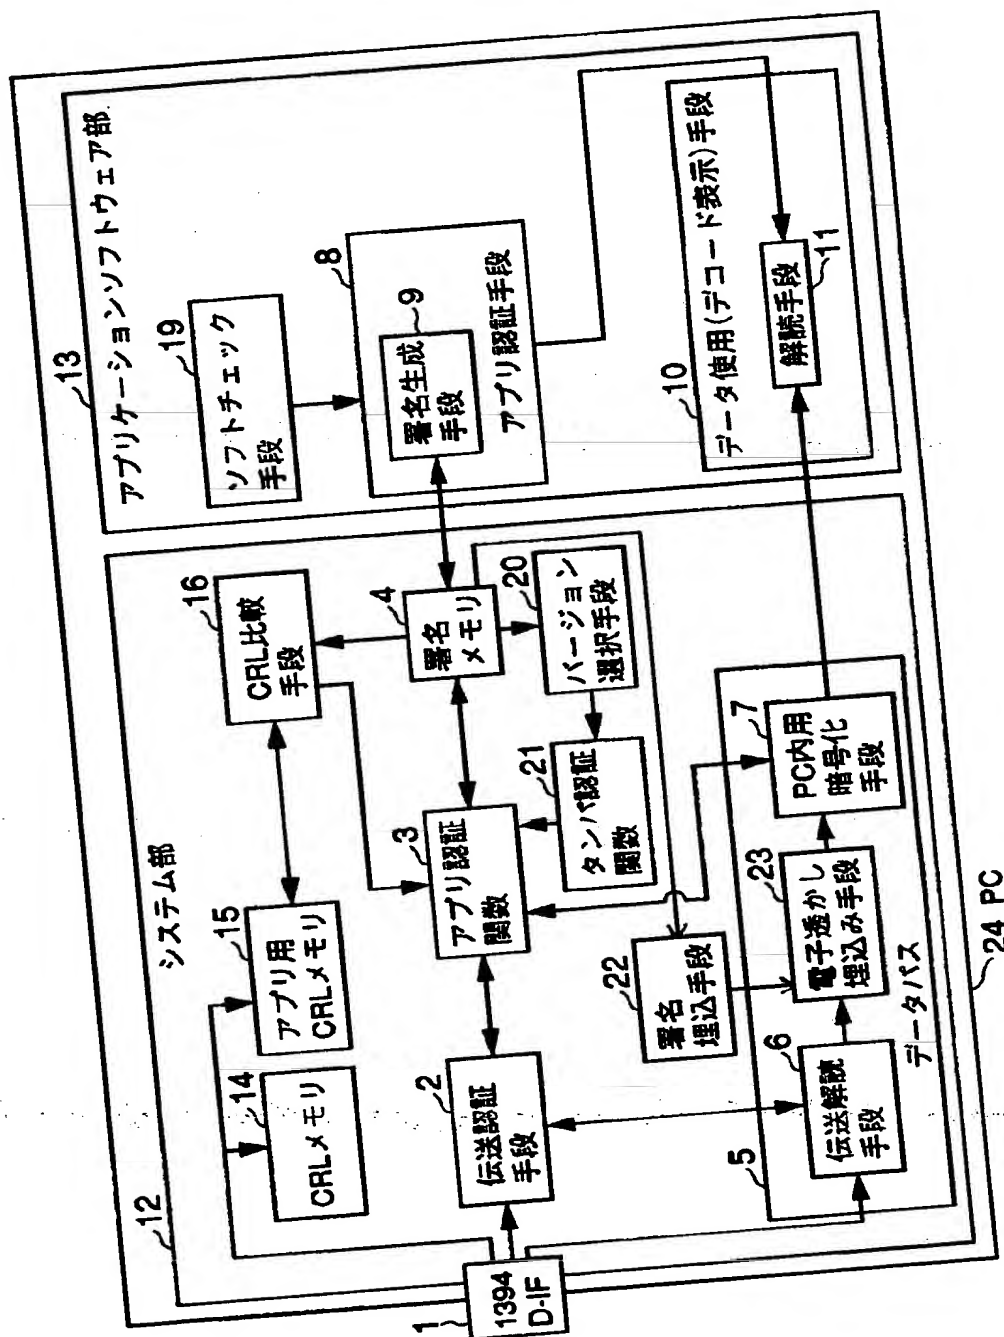 13
アプリケーションソフトウェア部
19
ソフトチェック
手段
8
9
署名生成
手段
アプリ認証手段
10
データ使用(デコード表示)手段
解読手段
11
12
システム部
14
CRLメモリ
15
アプリ用
CRLメモリ
16
CRL比較
手段
2
伝送認証
手段
3
アプリ認証
関数
4
署名
メモリ
20
バージョン
選択手段
21
タンパ認証
関数
22
署名
埋込手段
5
6
伝送解読
手段
23
電子透かし
埋込み手段
7
PC内用
暗号化
手段
データパス
1
1394
D-IF
24 PC